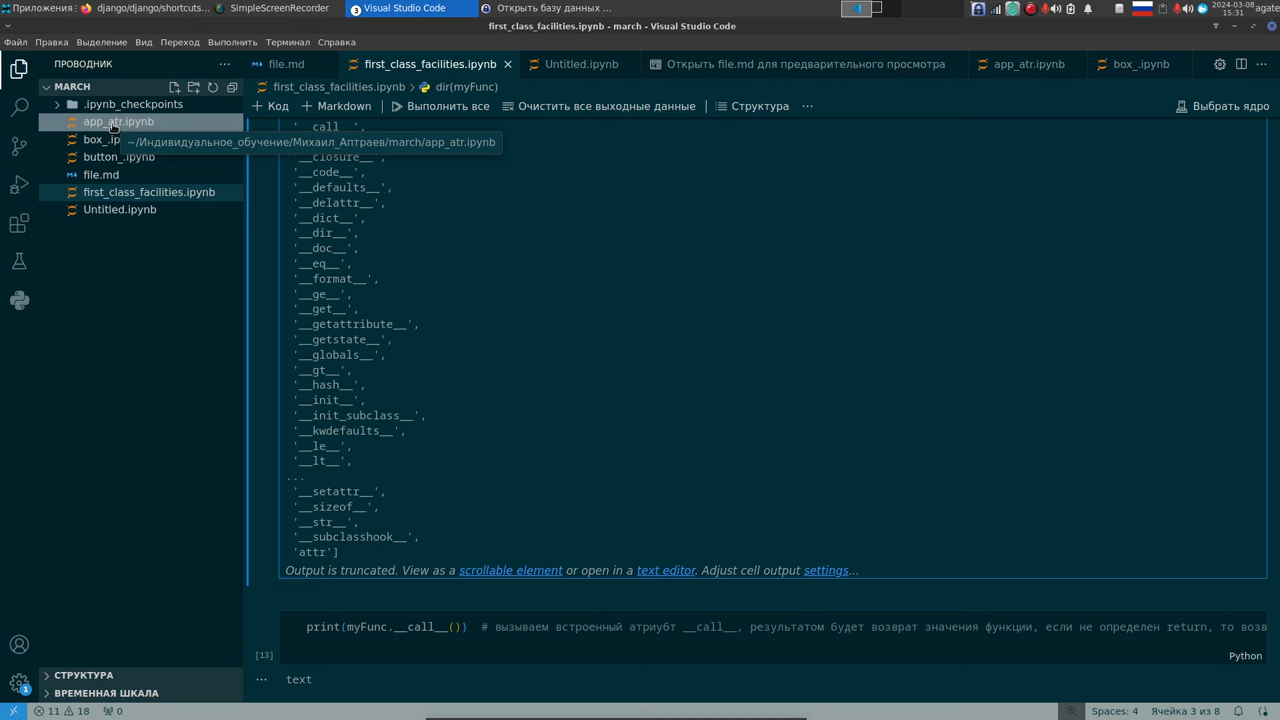 Приложения
django/django/shortcuts...
SimpleScreenRecorder
3 Visual Studio Code
Открыть базу данных ...
2024-03-08
15:31
agate
first_class_facilities.ipynb - march - Visual Studio Code
Файл Правка Выделение Вид Переход Выполнить Терминал Справка
ПРОВОДНИК ...
file.md
first_class_facilities.ipynb
Untitled.ipynb
Открыть file.md для предварительного просмотра
app_atr.ipynb
box_.ipynb
MARCH
first_class_facilities.ipynb > dir(myFunc)
.ipynb_checkpoints
+ Код + Markdown Выполнить все Очистить все выходные данные Структура ... Выбрать ядро
app_atr.ipynb
~/Индивидуальное_обучение/Михаил_Аптраев/march/app_atr.ipynb
button_.ipynb
file.md
first_class_facilities.ipynb
Untitled.ipynb
'__call__',
'__closure__',
'__code__',
'__defaults__',
'__delattr__',
'__dict__',
'__dir__',
'__doc__',
'__eq__',
'__format__',
'__ge__',
'__get__',
'__getattribute__',
'__getstate__',
'__globals__',
'__gt__',
'__hash__',
'__init__',
'__init_subclass__',
'__kwdefaults__',
'__le__',
'__lt__',
...
'__setattr__',
'__sizeof__',
'__str__',
'__subclasshook__',
'attr']
Output is truncated. View as a scrollable element or open in a text editor. Adjust cell output settings...
print(myFunc.__call__()) # вызываем встроенный атриубт __call__, результатом будет возврат значения функции, если не определен return, то возв
[13]
Python
... text
СТРУКТУРА
ВРЕМЕННАЯ ШКАЛА
1
11 18 0
Spaces: 4 Ячейка 3 из 8